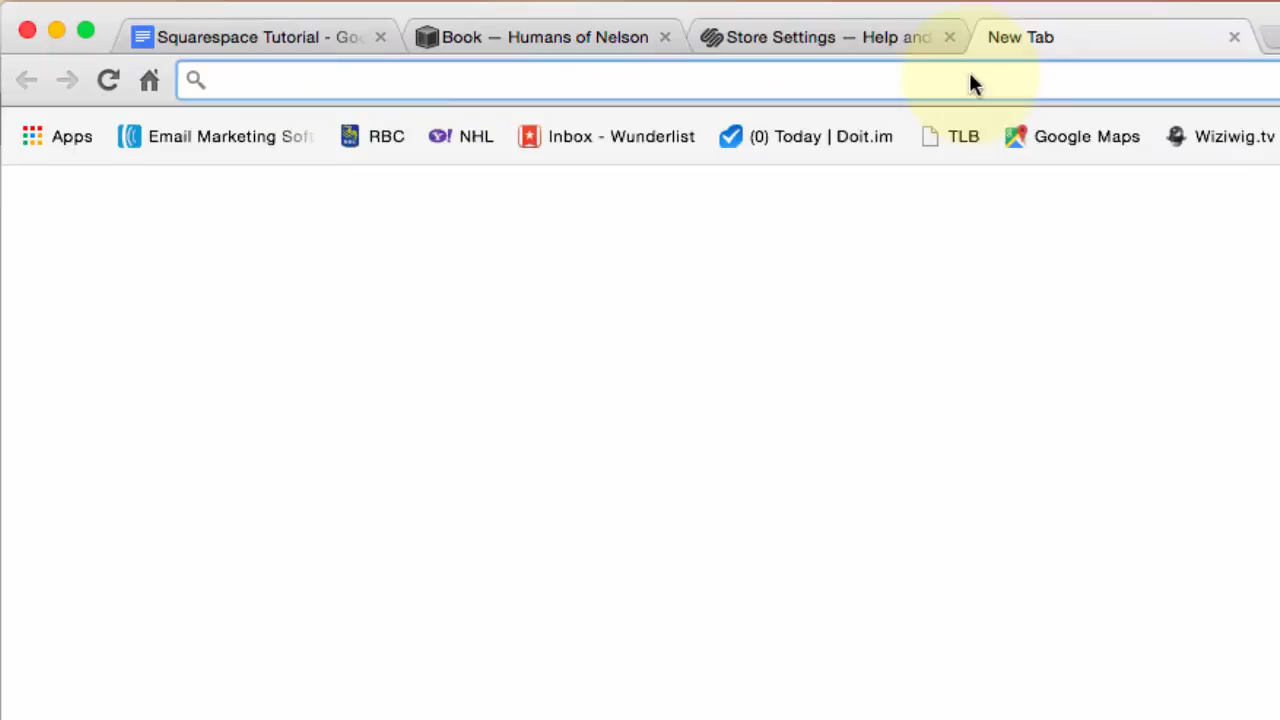 Squarespace Tutorial - Go
Book — Humans of Nelson
Store Settings — Help and
New Tab
Apps
Email Marketing Soft
RBC
Y! NHL
Inbox - Wunderlist
(0) Today | Doit.im
TLB
Google Maps
Wiziwig.tv